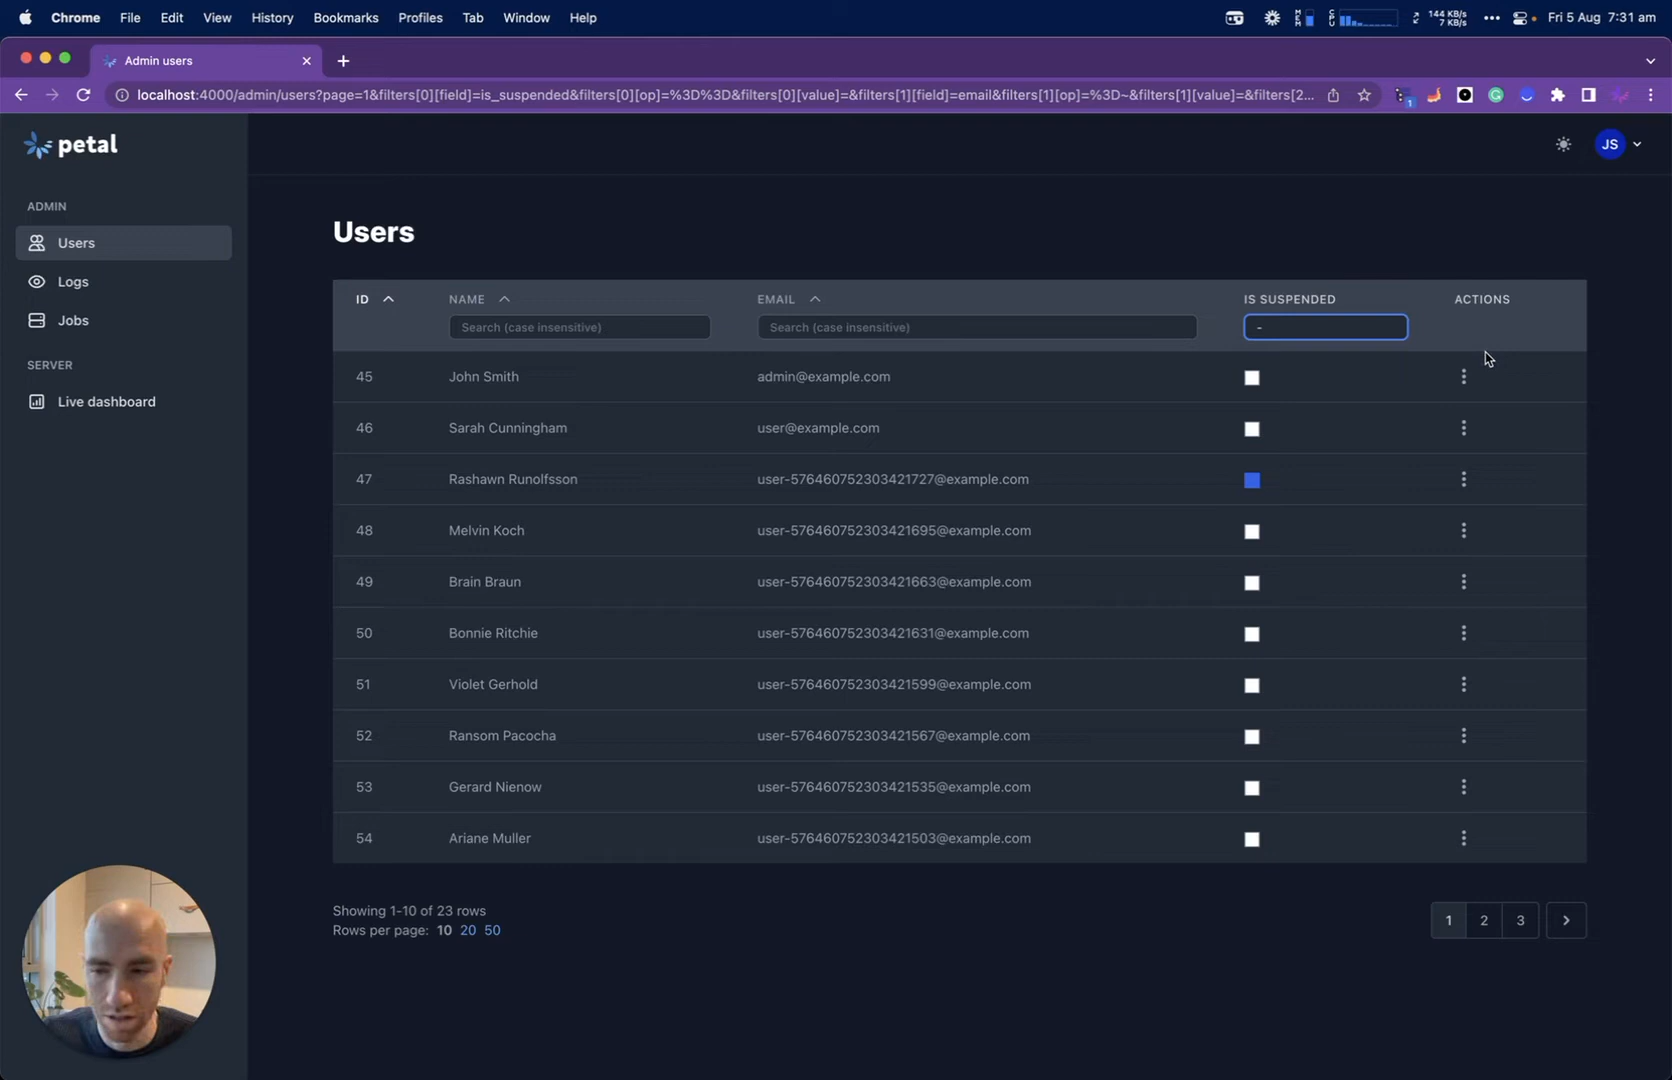 Chrome File Edit View History Bookmarks Profiles Tab Window Help
MEM CPU 144 KB/s 7 KB/s Fri 5 Aug 7:31 am
Admin users
localhost:4000/admin/users?page=1&filters[0][field]=is_suspended&filters[0][op]=%3D%3D&filters[0][value]=&filters[1][field]=email&filters[1][op]=%3D~&filters[1][value]=&filters[2...
1
petal
JS
ADMIN
Users
Logs
Jobs
SERVER
Live dashboard
Users
ID NAME EMAIL IS SUSPENDED ACTIONS
Search (case insensitive) Search (case insensitive) -
45 John Smith admin@example.com
46 Sarah Cunningham user@example.com
47 Rashawn Runolfsson user-576460752303421727@example.com
48 Melvin Koch user-576460752303421695@example.com
49 Brain Braun user-576460752303421663@example.com
50 Bonnie Ritchie user-576460752303421631@example.com
51 Violet Gerhold user-576460752303421599@example.com
52 Ransom Pacocha user-576460752303421567@example.com
53 Gerard Nienow user-576460752303421535@example.com
54 Ariane Muller user-576460752303421503@example.com
Showing 1-10 of 23 rows
Rows per page: 10 20 50
1 2 3